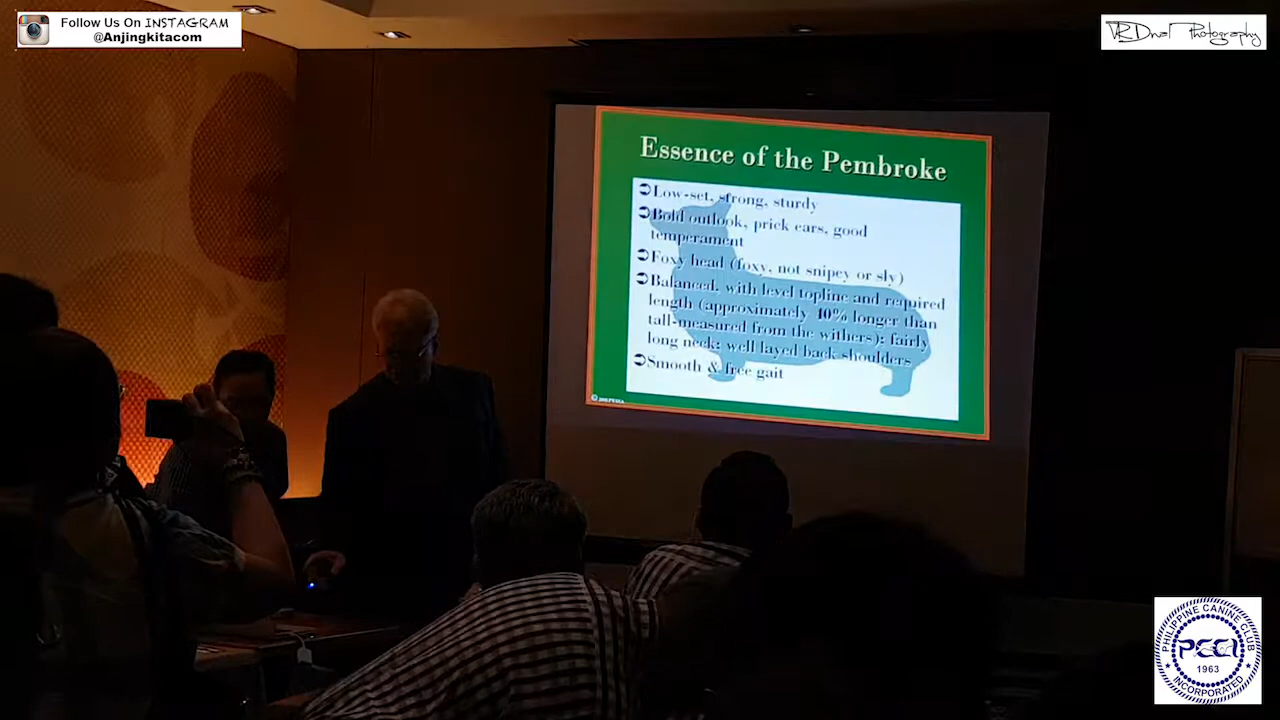 Follow Us On INSTAGRAM
@Anjingkitacom
VRDnal Photography
Essence of the Pembroke
Low-set, strong, sturdy
Bold outlook, prick ears, good
temperament
Foxy head (foxy, not snipey or sly)
Balanced, with level topline and required
length (approximately 40% longer than
tall-measured from the withers); fairly
long neck; well layed back shoulders
Smooth & free gait
PHILIPPINE CANINE CLUB
PCCI
1963
INCORPORATED